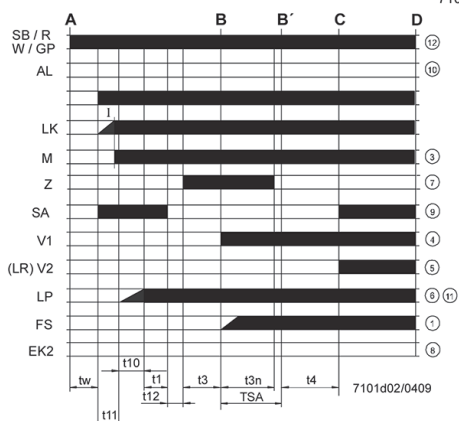 710
A B B´ C D
SB / R
W / GP
12
AL
10
I
LK
M
3
Z
7
SA
9
V1
4
(LR) V2
5
LP
6 11
FS
1
EK2
8
t10
tw t1 t3 t3n t4
7101d02/0409
t12 TSA
t11